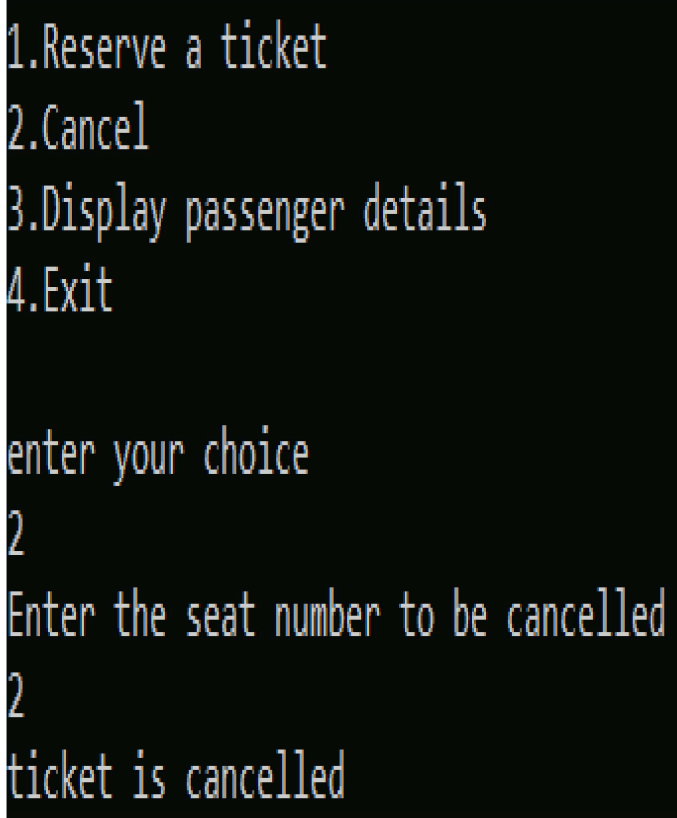 1.Reserve a ticket
2.Cancel
3.Display passenger details
4.Exit
enter your choice
2
Enter the seat number to be cancelled
2
ticket is cancelled